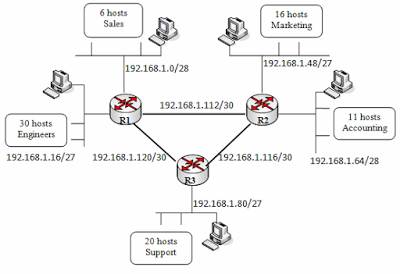 6 hosts
Sales
16 hosts
Marketing
192.168.1.0/28
192.168.1.48/27
R1
192.168.1.112/30
R2
30 hosts
Engineers
11 hosts
Accounting
192.168.1.16/27
192.168.1.120/30
192.168.1.116/30
192.168.1.64/28
R3
192.168.1.80/27
20 hosts
Support